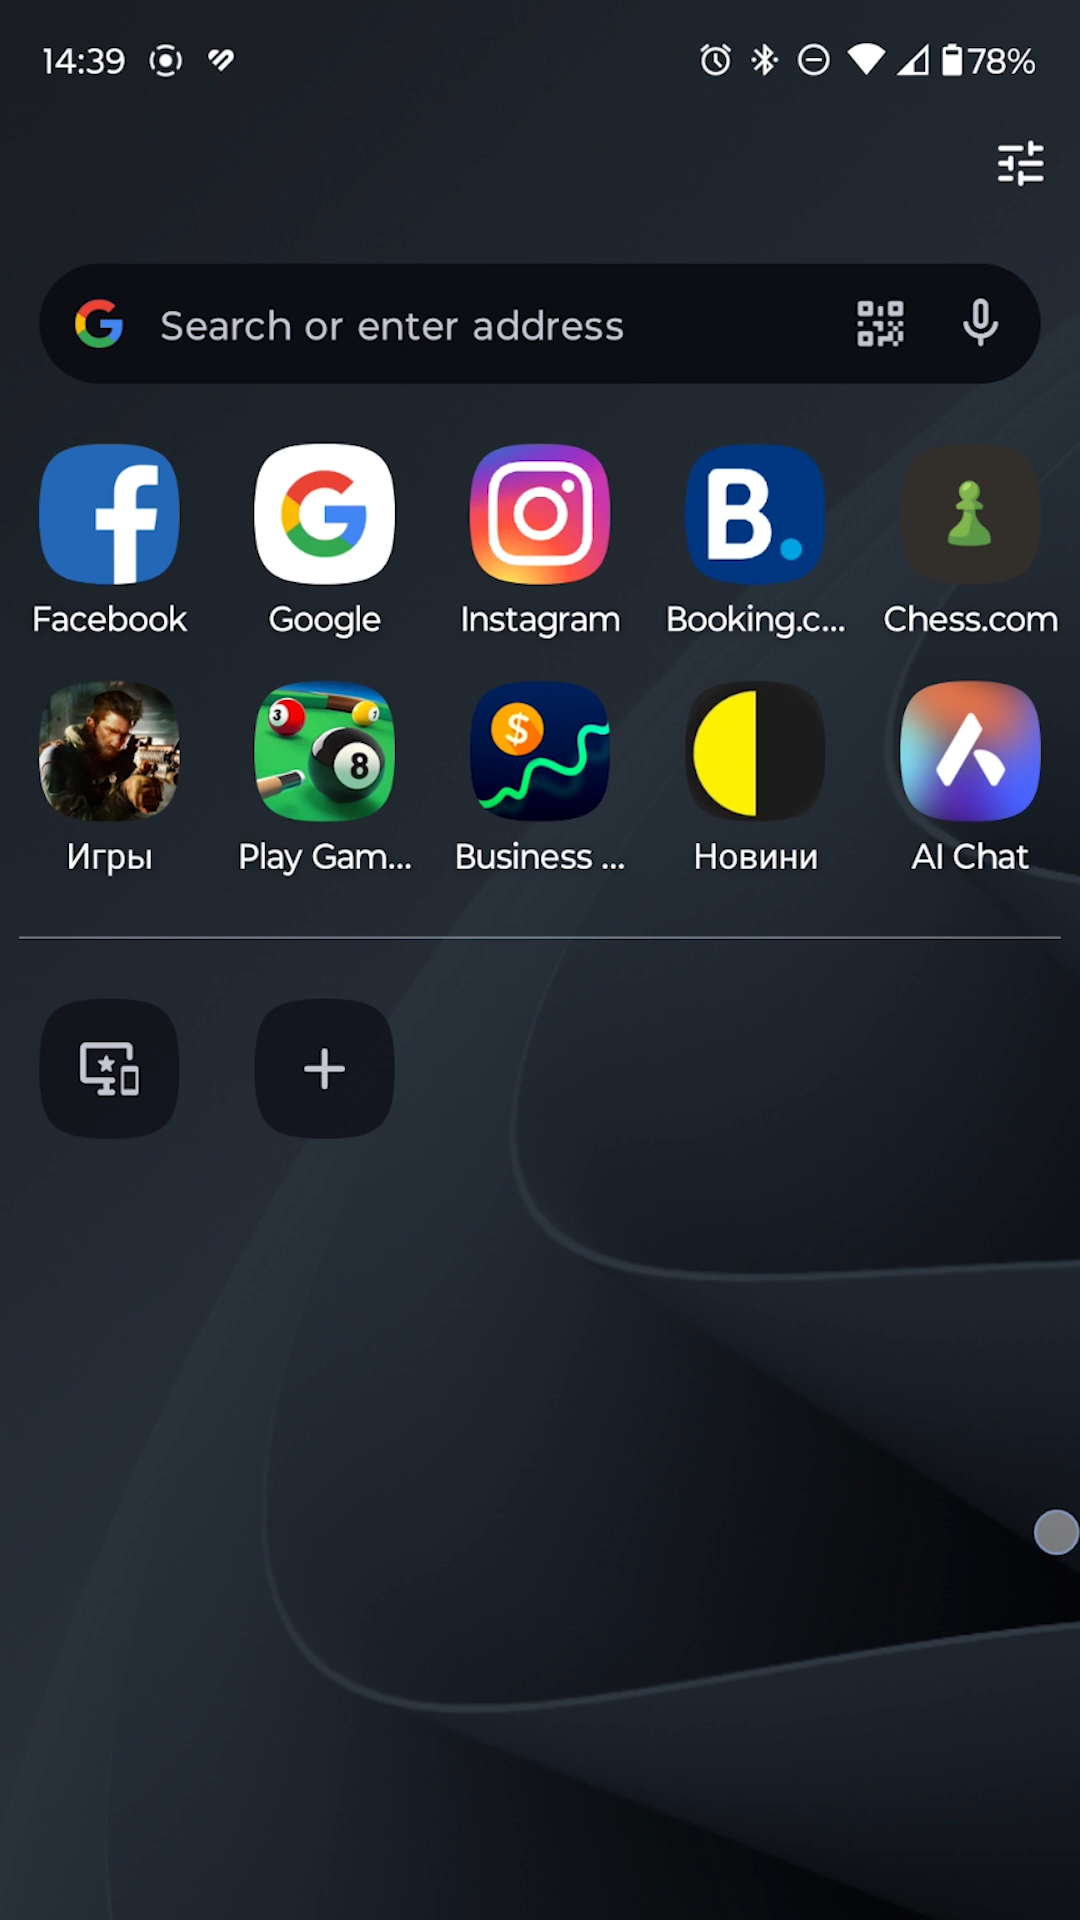 14:39 78%
Search or enter address
Facebook Google Instagram Booking.c... Chess.com
Игры Play Gam... Business ... Новини AI Chat